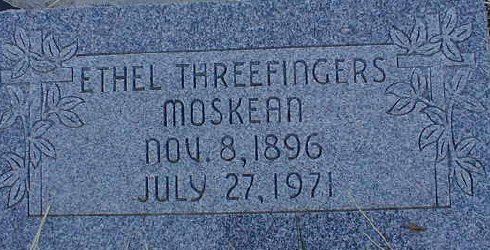 ETHEL THREEFINGERS
MOSKEAN
NOV. 8, 1896
JULY 27, 1971